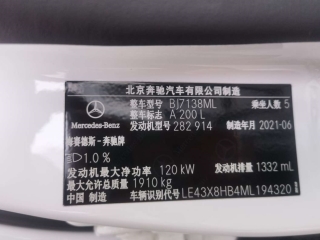 北京奔驰汽车有限公司制造
整车型号 BJ7138ML 乘坐人数 5
整车标志 A 200 L
发动机型号 282 914 制造年月 2021-06
Mercedes-Benz
梅赛德斯-奔驰牌
1.0 %
发动机最大净功率 120 kW 发动机排量 1332 mL
最大允许总质量 1910 kg
中国 制造 车辆识别代号 LE43X8HB4ML194320